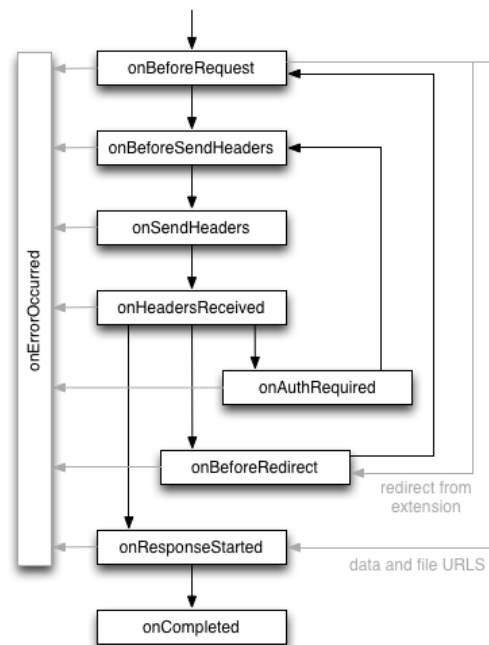 onBeforeRequest
onBeforeSendHeaders
onSendHeaders
onErrorOccurred
onHeadersReceived
onAuthRequired
onBeforeRedirect
redirect from
extension
onResponseStarted
data and file URLS
onCompleted